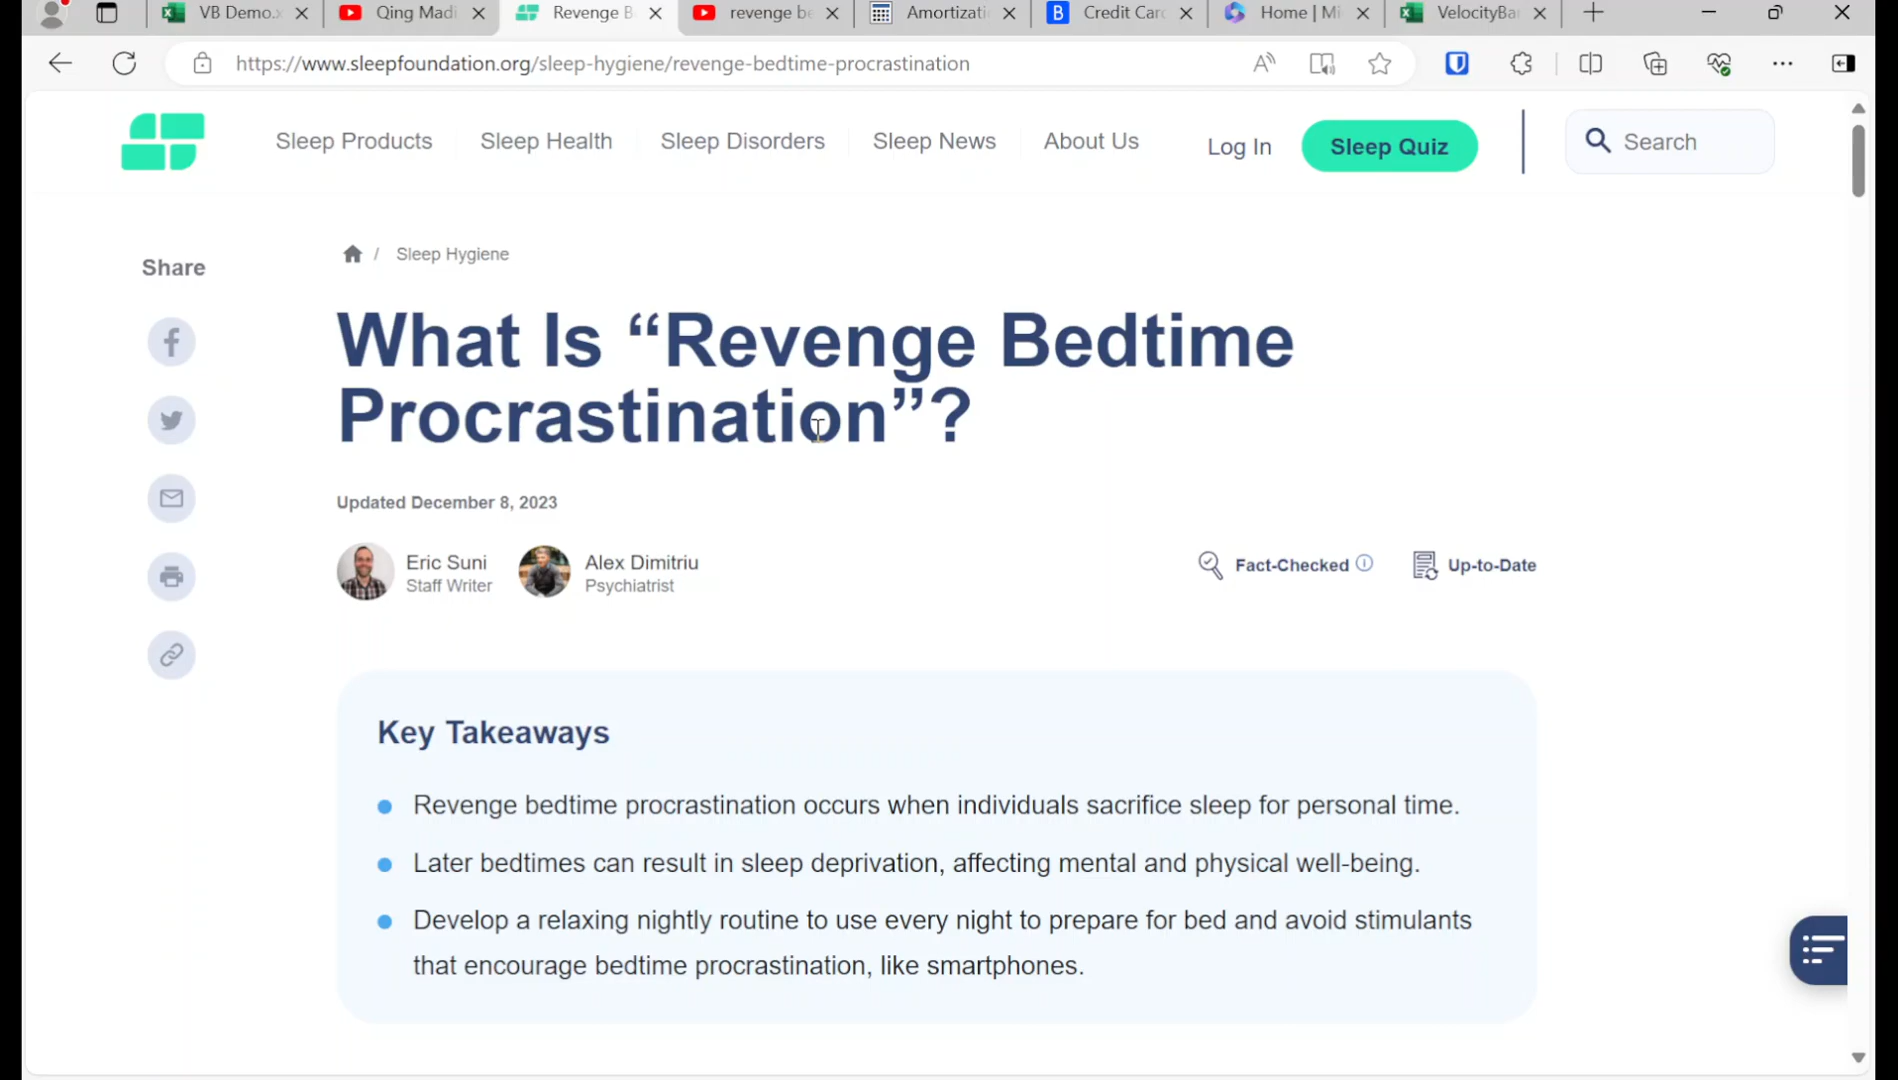 VB Demo.x
Qing Madi
Revenge B
revenge be
Amortizati
B
Credit Carc
Home | Mi
VelocityBa
https://www.sleepfoundation.org/sleep-hygiene/revenge-bedtime-procrastination
Sleep Products
Sleep Health
Sleep Disorders
Sleep News
About Us
Log In
Sleep Quiz
Search
Share
/ Sleep Hygiene
What Is “Revenge Bedtime
Procrastination”?
Updated December 8, 2023
Eric Suni
Staff Writer
Alex Dimitriu
Psychiatrist
Fact-Checked
Up-to-Date
Key Takeaways
Revenge bedtime procrastination occurs when individuals sacrifice sleep for personal time.
Later bedtimes can result in sleep deprivation, affecting mental and physical well-being.
Develop a relaxing nightly routine to use every night to prepare for bed and avoid stimulants
that encourage bedtime procrastination, like smartphones.